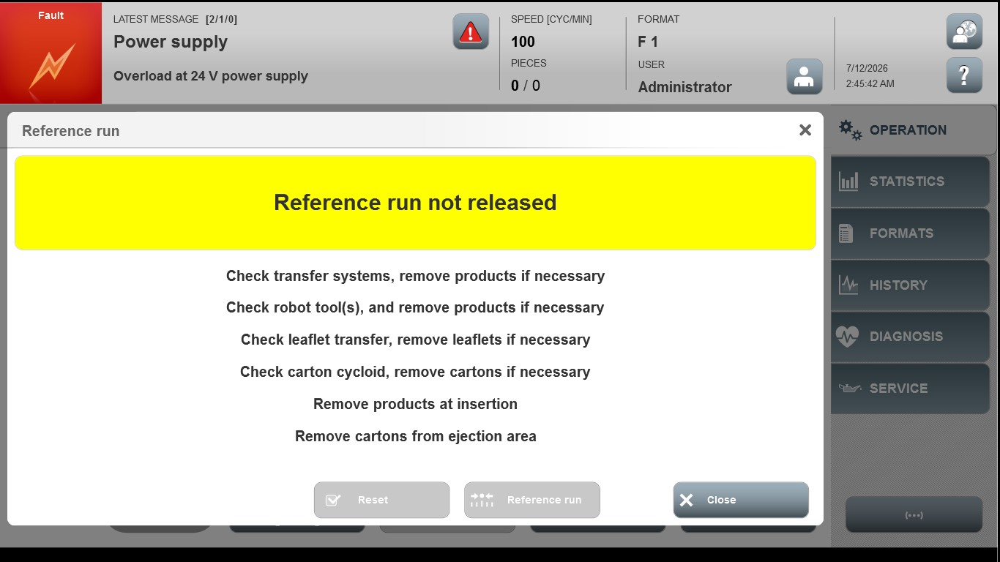 Fault
LATEST MESSAGE [2/1/0]
Power supply
Overload at 24 V power supply
SPEED [CYC/MIN]
100
PIECES
0 / 0
FORMAT
F 1
USER
Administrator
7/12/2026
2:45:42 AM
?
Reference run
Reference run not released
Check transfer systems, remove products if necessary
Check robot tool(s), and remove products if necessary
Check leaflet transfer, remove leaflets if necessary
Check carton cycloid, remove cartons if necessary
Remove products at insertion
Remove cartons from ejection area
Reset
Reference run
Close
OPERATION
STATISTICS
FORMATS
HISTORY
DIAGNOSIS
SERVICE
(...)